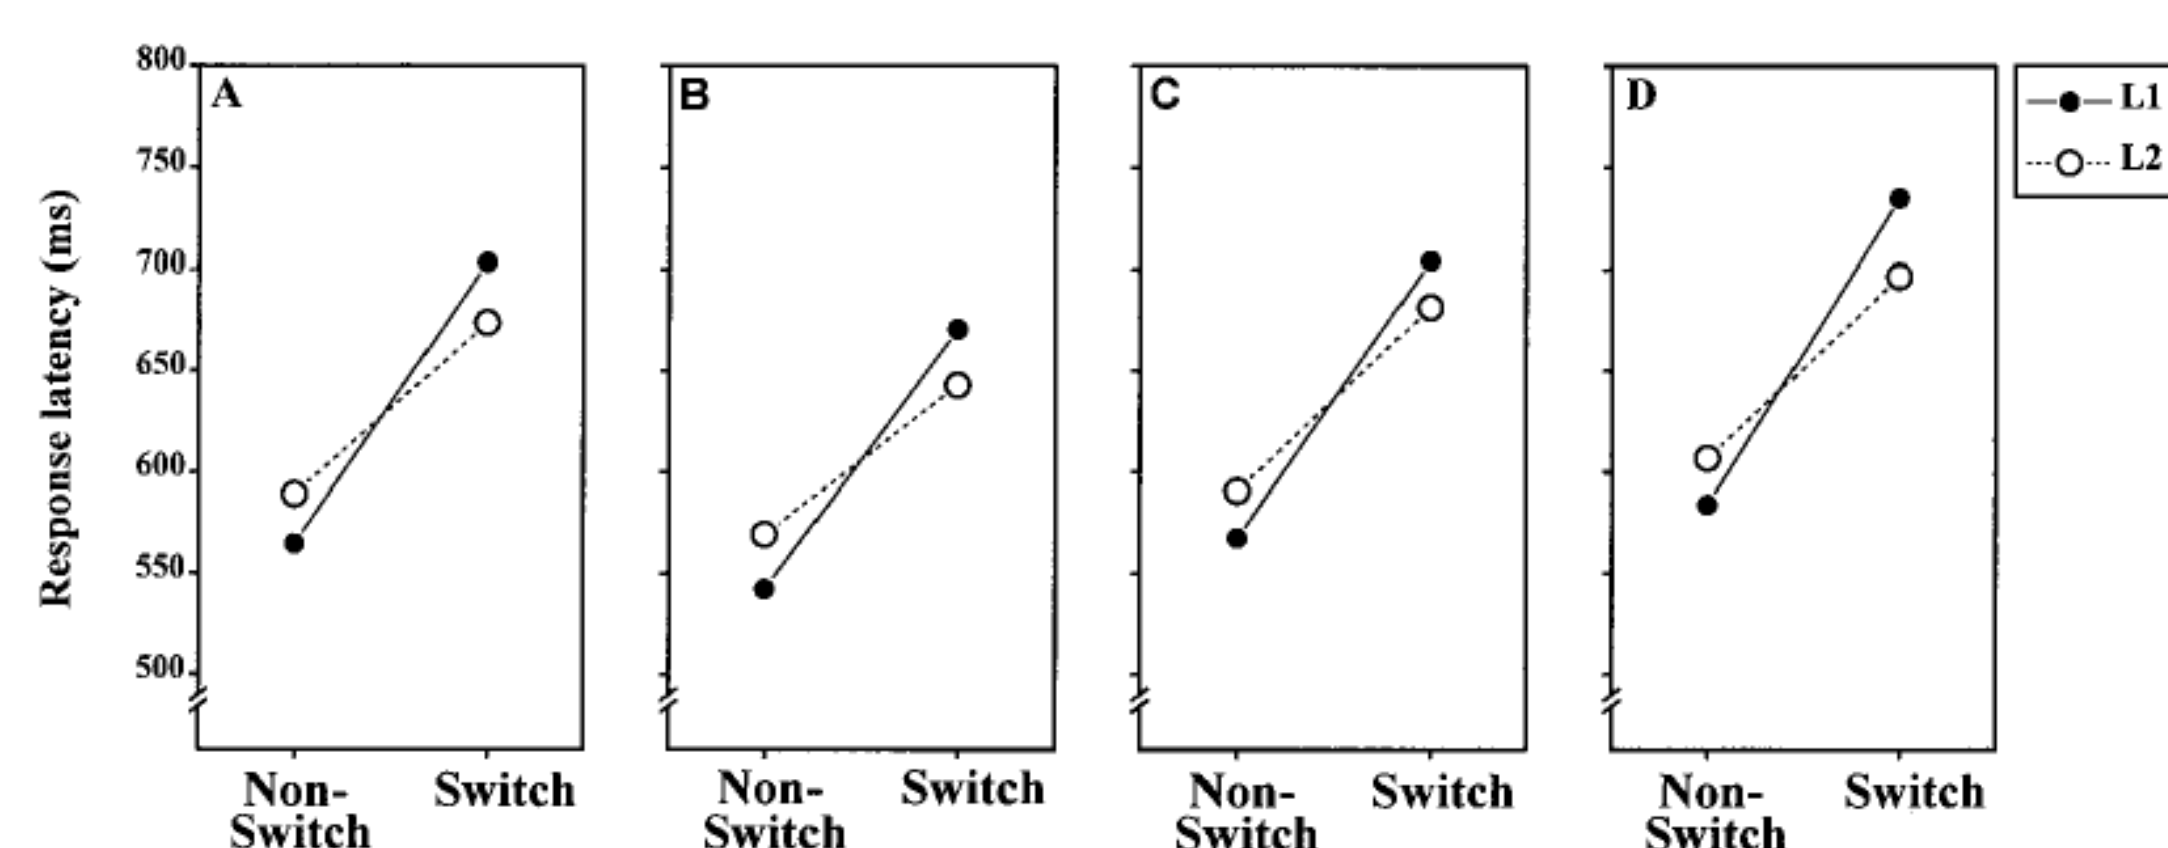 A
B
C
D
L1
L2
800
750
700
650
600
550
500
Response latency (ms)
Non-
Switch
Switch
Non-
Switch
Switch
Non-
Switch
Switch
Non-
Switch
Switch